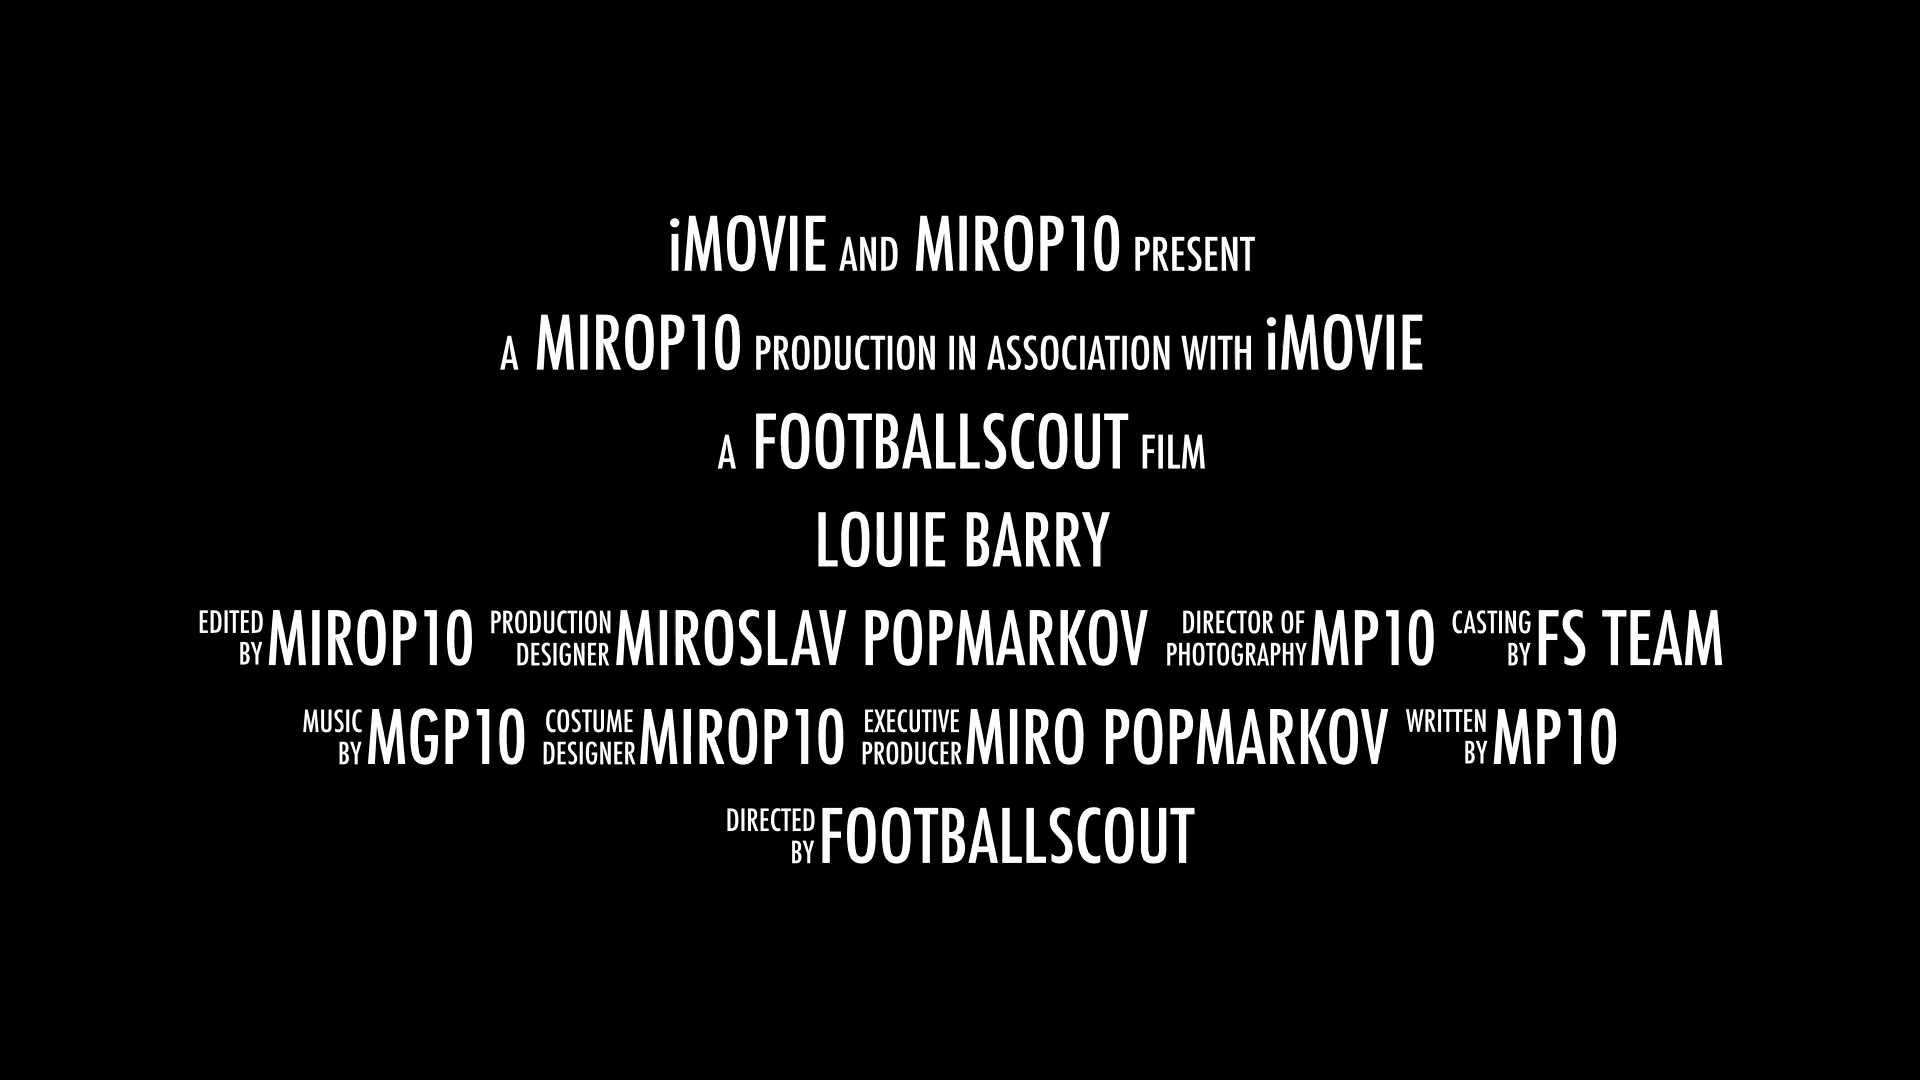 iMOVIE AND MIROP10 PRESENT
A MIROP10 PRODUCTION IN ASSOCIATION WITH iMOVIE
A FOOTBALLSCOUT FILM
LOUIE BARRY
EDITED BY MIROP10 PRODUCTION DESIGNER MIROSLAV POPMARKOV DIRECTOR OF PHOTOGRAPHY MP10 CASTING BY FS TEAM
MUSIC BY MGP10 COSTUME DESIGNER MIROP10 EXECUTIVE PRODUCER MIRO POPMARKOV WRITTEN BY MP10
DIRECTED BY FOOTBALLSCOUT